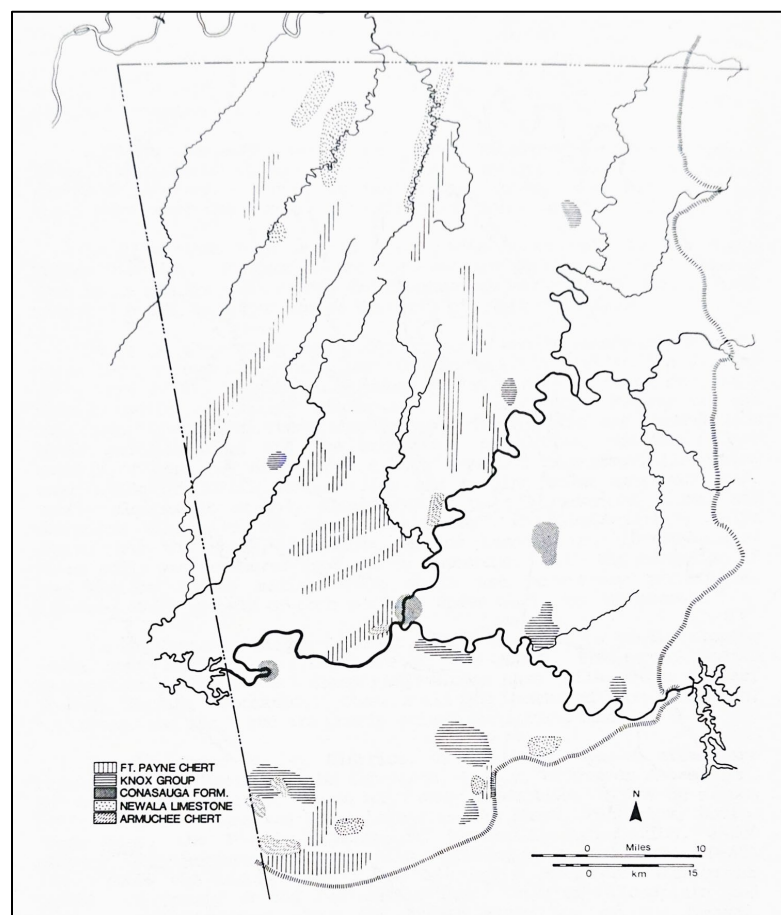 FT. PAYNE CHERT
KNOX GROUP
CONASAUGA FORM.
NEWALA LIMESTONE
ARMUCHEE CHERT
N
0 Miles 10
0 km 15